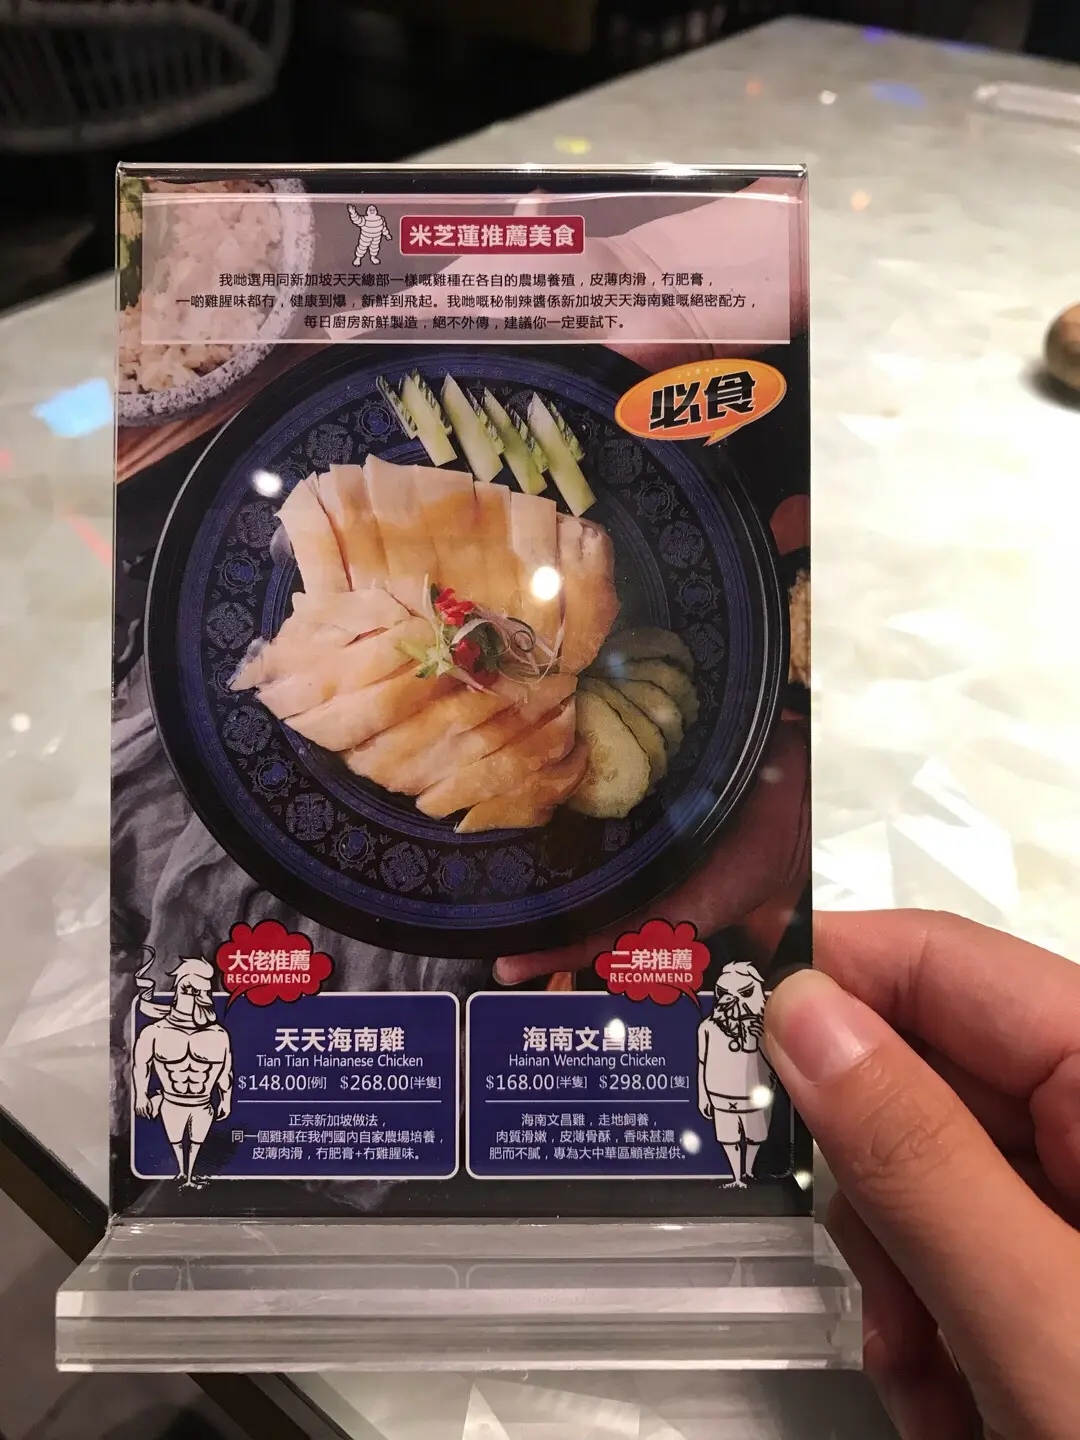 米芝蓮推薦美食
我哋選用同新加坡天天總部一樣嘅雞種在各自的農場養殖，皮薄肉滑，冇肥膏，
一啲雞腥味都冇，健康到爆，新鮮到飛起。我哋嘅秘制辣醬係新加坡天天海南雞嘅絕密配方，
每日廚房新鮮製造，絕不外傳，建議你一定要試下。
必食
大佬推薦
RECOMMEND
天天海南雞
Tian Tian Hainanese Chicken
$148.00[例] $268.00[半隻]
正宗新加坡做法，
同一個雞種在我們國内自家農場培養，
皮薄肉滑，冇肥膏+冇雞腥味。
二弟推薦
RECOMMEND
海南文昌雞
Hainan Wenchang Chicken
$168.00[半隻] $298.00[隻]
海南文昌雞，走地飼養，
肉質滑嫩，皮薄骨酥，香味甚濃，
肥而不膩，專為大中華區顧客提供。